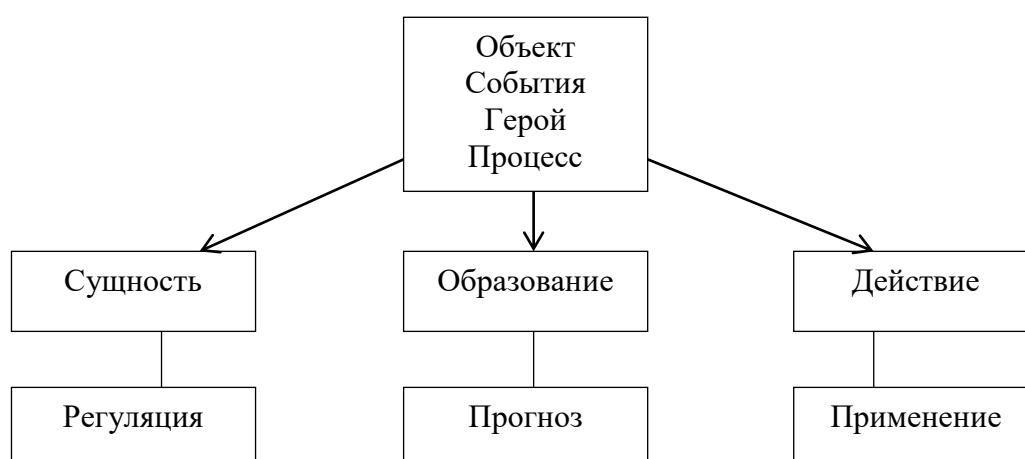 Объект
События
Герой
Процесс
Сущность
Образование
Действие
Регуляция
Прогноз
Применение